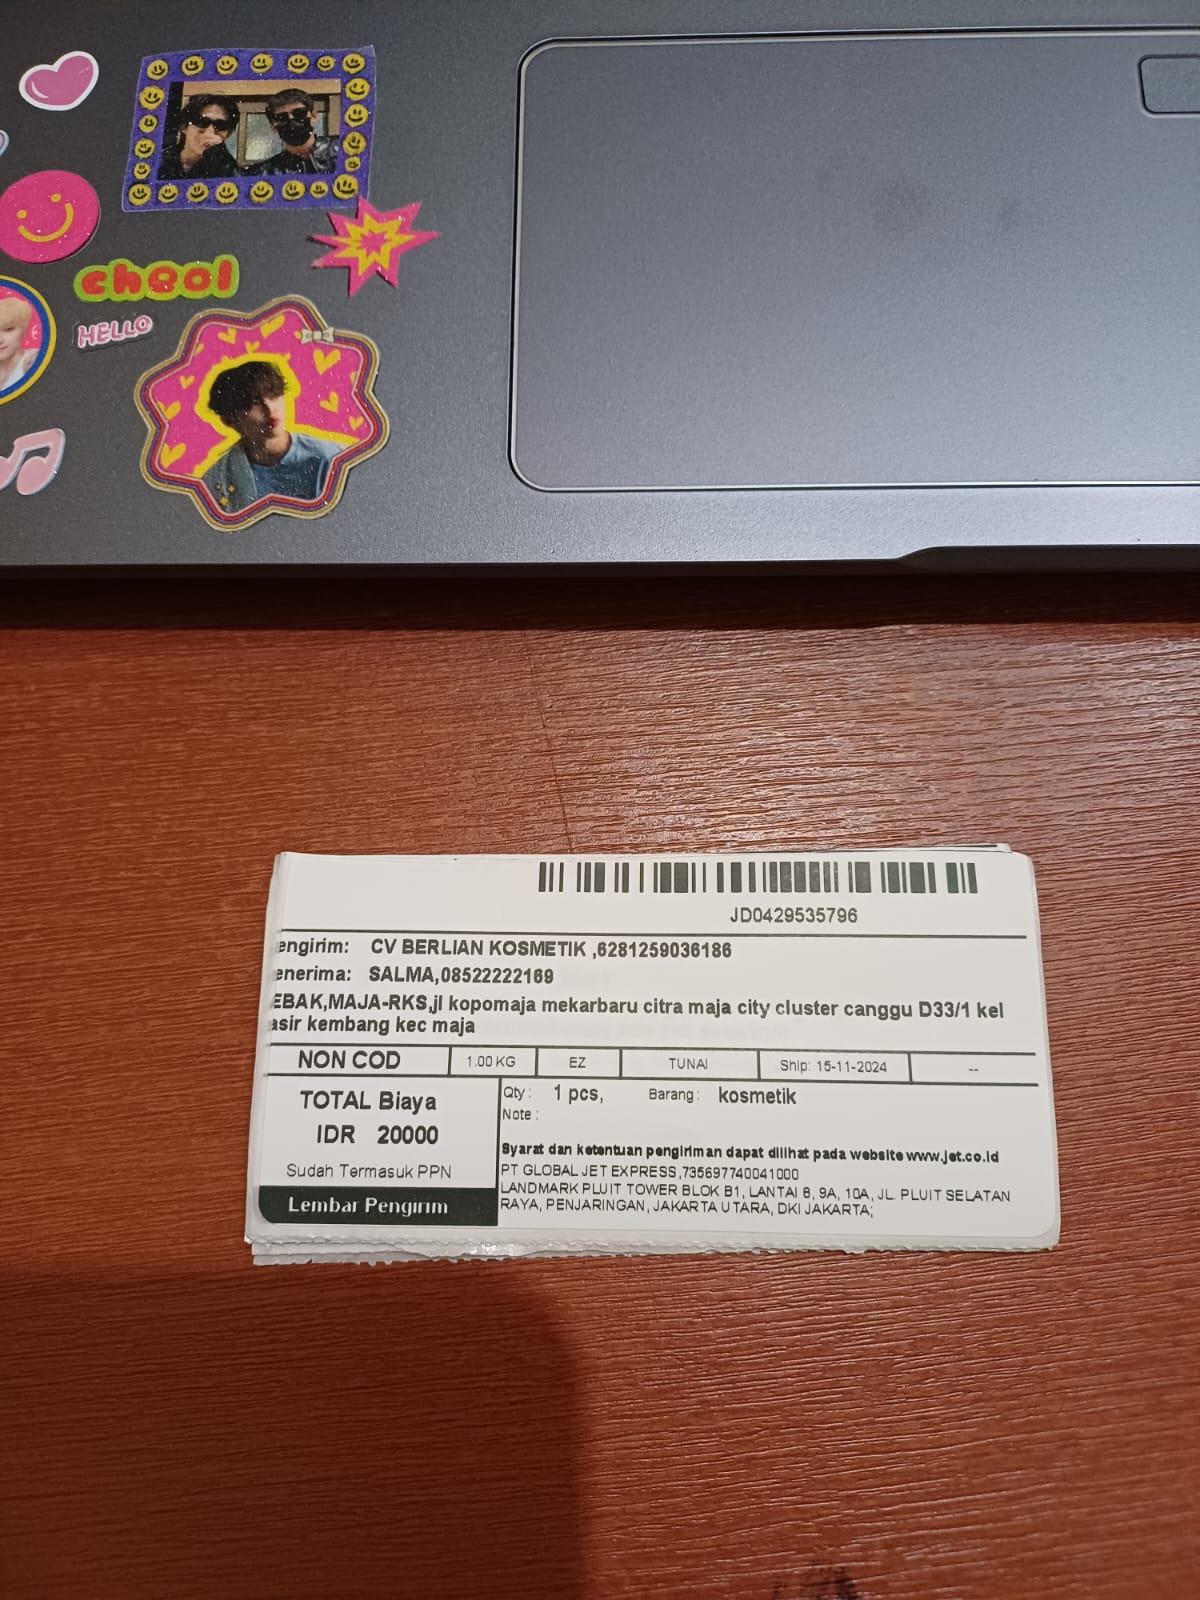 cheol
HELLO
JD0429535796
engirim: CV BERLIAN KOSMETIK ,6281259036186
enerima: SALMA,08522222169
EBAK,MAJA-RKS,jl kopomaja mekarbaru citra maja city cluster canggu D33/1 kel
asir kembang kec maja
NON COD 1.00 KG EZ TUNAI Ship: 15-11-2024 --
TOTAL Biaya
IDR 20000
Sudah Termasuk PPN
Lembar Pengirim
Qty : 1 pcs, Barang : kosmetik
Note :
Syarat dan ketentuan pengiriman dapat dilihat pada website www.jet.co.id
PT GLOBAL JET EXPRESS,735697740041000
LANDMARK PLUIT TOWER BLOK B1, LANTAI 8, 9A, 10A, JL. PLUIT SELATAN
RAYA, PENJARINGAN, JAKARTA UTARA, DKI JAKARTA;